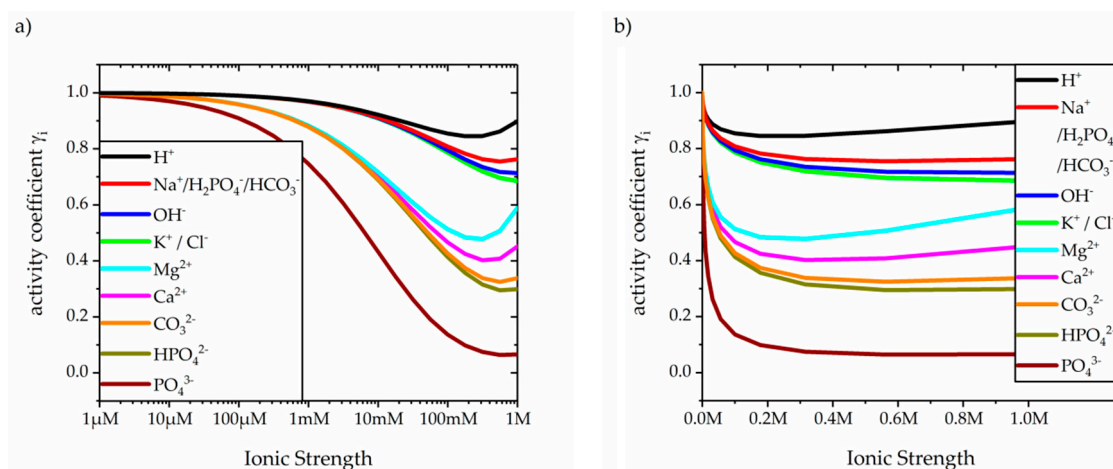 a)
activity coefficient γi
1.0
0.8
0.6
0.4
0.2
0.0
H⁺
Na⁺/H₂PO₄⁻/HCO₃⁻
OH⁻
K⁺ / Cl⁻
Mg²⁺
Ca²⁺
CO₃²⁻
HPO₄²⁻
PO₄³⁻
1µM 10µM 100µM 1mM 10mM 100mM 1M
Ionic Strength
b)
activity coefficient γi
1.0
0.8
0.6
0.4
0.2
0.0
H⁺
Na⁺
/H₂PO₄⁻
/HCO₃⁻
OH⁻
K⁺ / Cl⁻
Mg²⁺
Ca²⁺
CO₃²⁻
HPO₄²⁻
PO₄³⁻
0.0M 0.2M 0.4M 0.6M 0.8M 1.0M
Ionic Strength